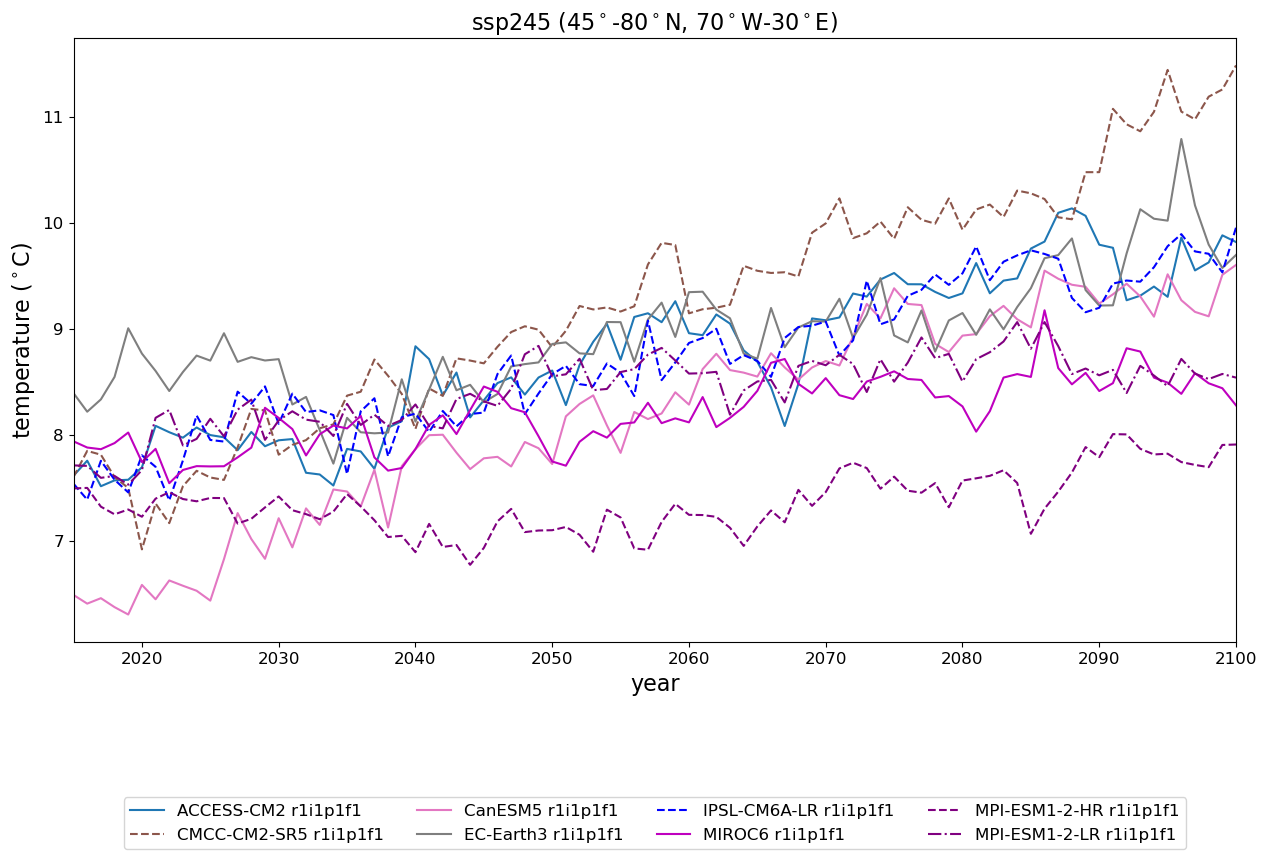 ssp245 (45°-80°N, 70°W-30°E)
11
10
9
8
7
temperature (°C)
2020 2030 2040 2050 2060 2070 2080 2090 2100
year
ACCESS-CM2 r1i1p1f1 CanESM5 r1i1p1f1 IPSL-CM6A-LR r1i1p1f1 MPI-ESM1-2-HR r1i1p1f1
CMCC-CM2-SR5 r1i1p1f1 EC-Earth3 r1i1p1f1 MIROC6 r1i1p1f1 MPI-ESM1-2-LR r1i1p1f1